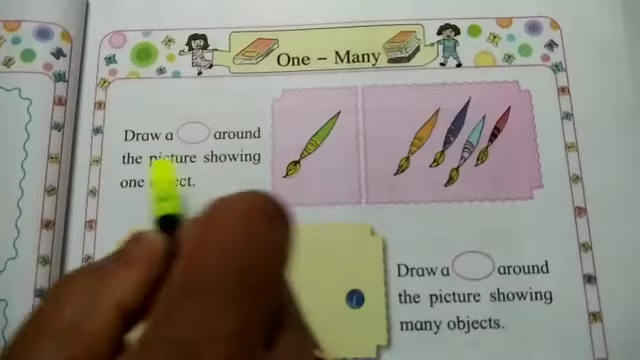 One – Many
Draw a around
the picture showing
one
Draw a around
the picture showing
many objects.